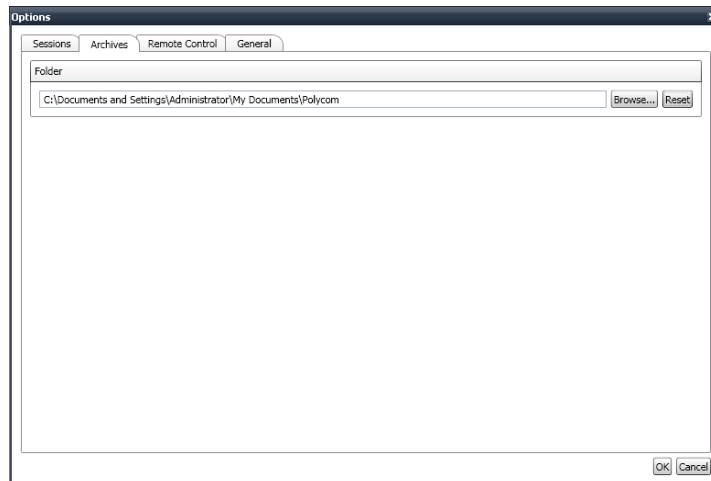 Options
Sessions Archives Remote Control General
Folder
C:\Documents and Settings\Administrator\My Documents\Polycom Browse... Reset
OK Cancel